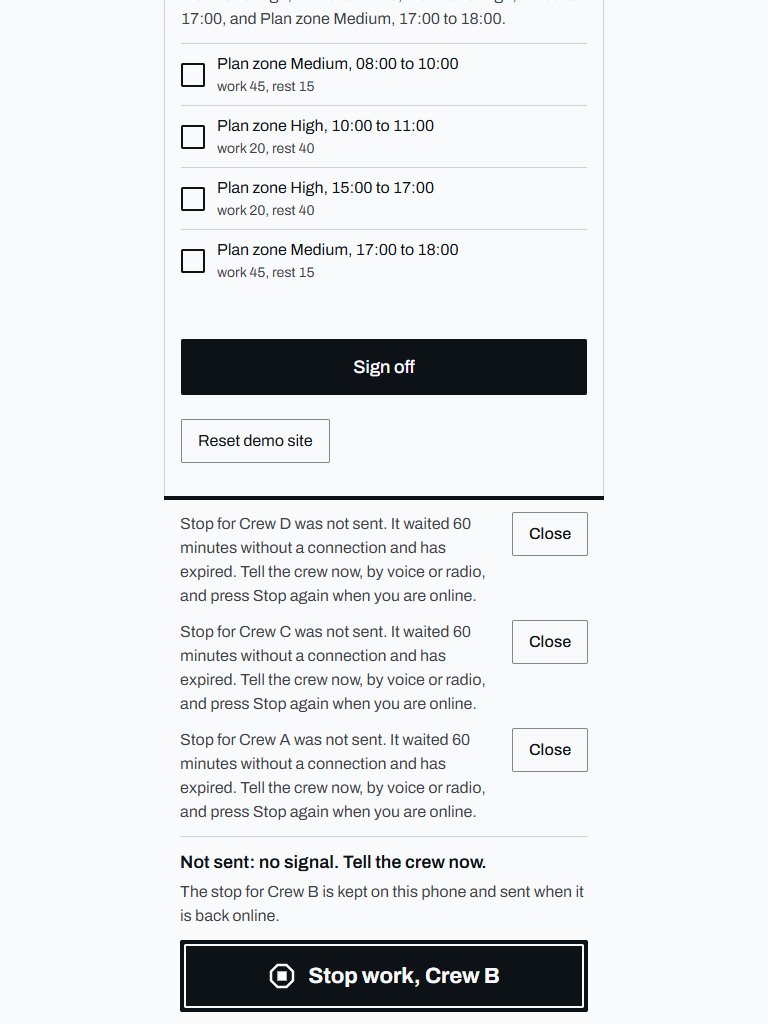 17:00, and Plan zone Medium, 17:00 to 18:00.
Plan zone Medium, 08:00 to 10:00
work 45, rest 15
Plan zone High, 10:00 to 11:00
work 20, rest 40
Plan zone High, 15:00 to 17:00
work 20, rest 40
Plan zone Medium, 17:00 to 18:00
work 45, rest 15
Sign off
Reset demo site
Stop for Crew D was not sent. It waited 60
minutes without a connection and has
expired. Tell the crew now, by voice or radio,
and press Stop again when you are online.
Close
Stop for Crew C was not sent. It waited 60
minutes without a connection and has
expired. Tell the crew now, by voice or radio,
and press Stop again when you are online.
Close
Stop for Crew A was not sent. It waited 60
minutes without a connection and has
expired. Tell the crew now, by voice or radio,
and press Stop again when you are online.
Close
Not sent: no signal. Tell the crew now.
The stop for Crew B is kept on this phone and sent when it
is back online.
Stop work, Crew B